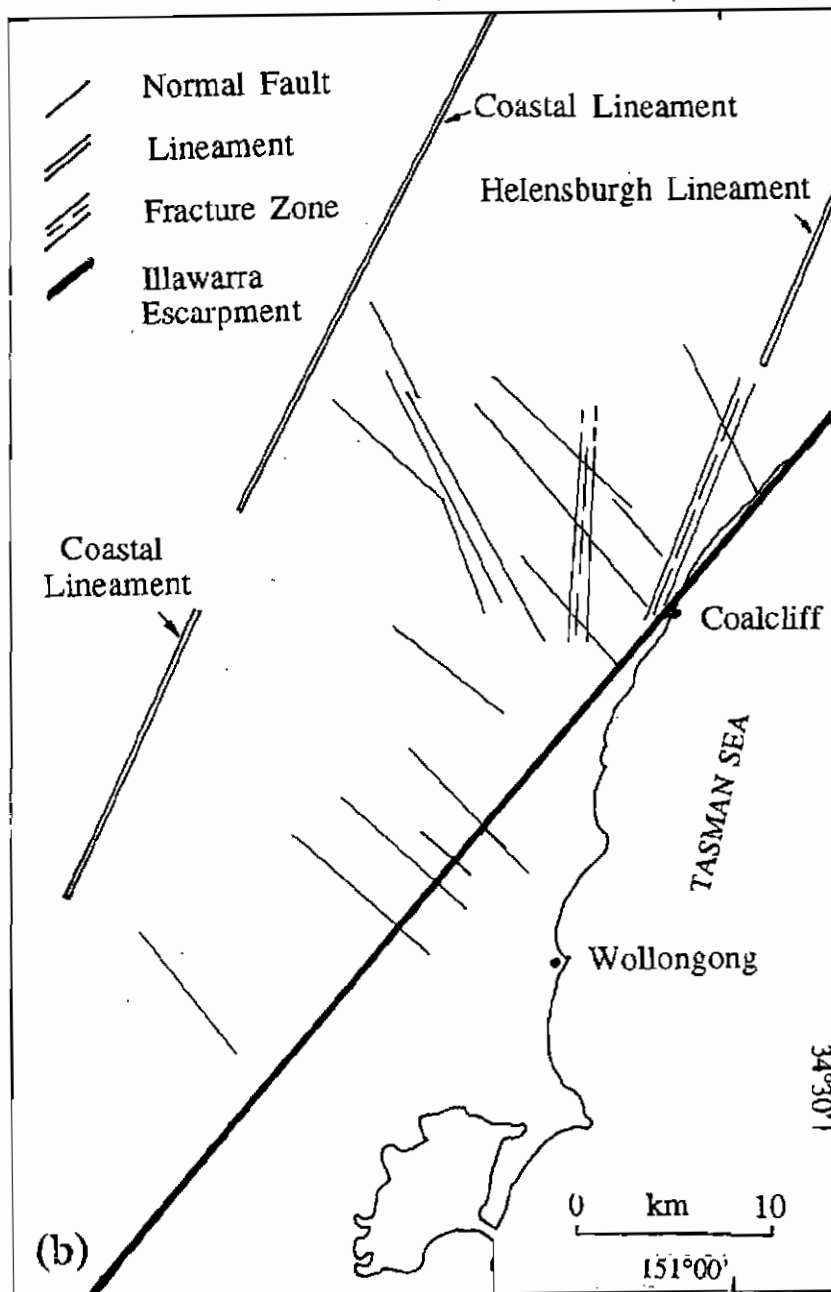 Normal Fault
Lineament
Fracture Zone
Illawarra
Escarpment
Coastal Lineament
Helensburgh Lineament
Coastal
Lineament
Coalcliff
TASMAN SEA
Wollongong
34°30'
0 km 10
151°00'
(b)